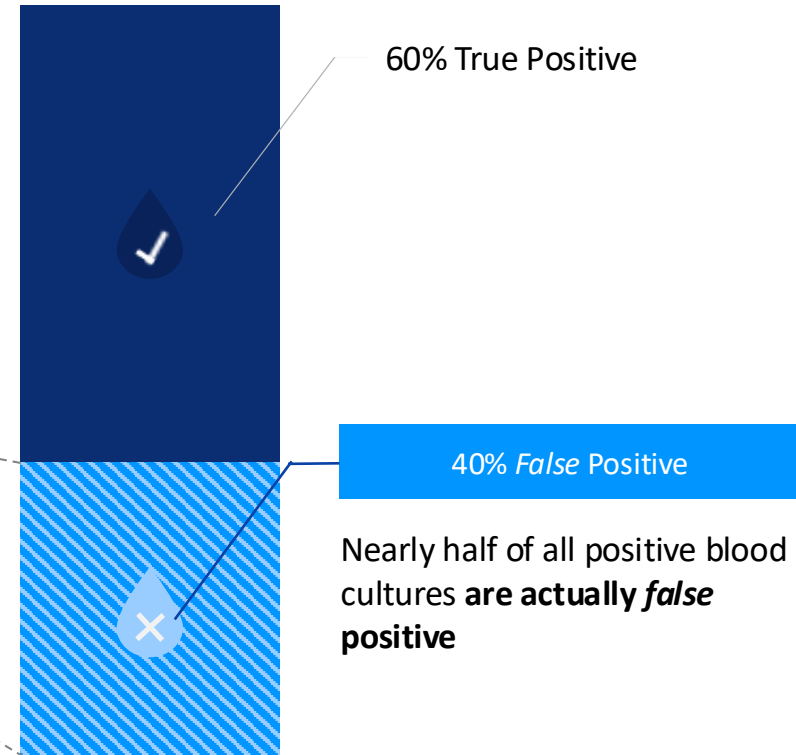 60% True Positive
40% False Positive
Nearly half of all positive blood
cultures are actually false
positive